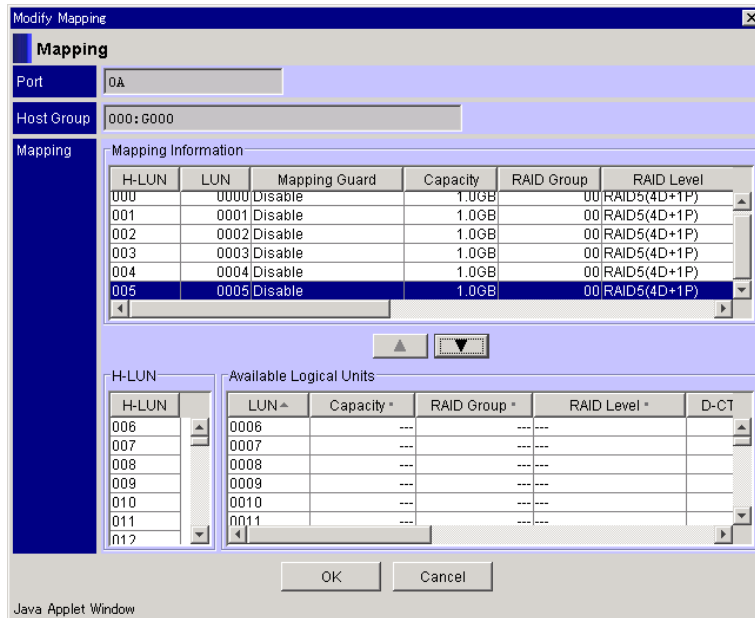 Modify Mapping
Mapping
Port 0A
Host Group 000:G000
Mapping
Mapping Information
H-LUN LUN Mapping Guard Capacity RAID Group RAID Level
000 0000 Disable 1.0GB 00 RAID5(4D+1P)
001 0001 Disable 1.0GB 00 RAID5(4D+1P)
002 0002 Disable 1.0GB 00 RAID5(4D+1P)
003 0003 Disable 1.0GB 00 RAID5(4D+1P)
004 0004 Disable 1.0GB 00 RAID5(4D+1P)
005 0005 Disable 1.0GB 00 RAID5(4D+1P)
H-LUN
H-LUN
006
007
008
009
010
011
012
Available Logical Units
LUN Capacity RAID Group RAID Level D-CT
0006 --- --- ---
0007 --- --- ---
0008 --- --- ---
0009 --- --- ---
0010 --- --- ---
0011 --- --- ---
OK Cancel
Java Applet Window